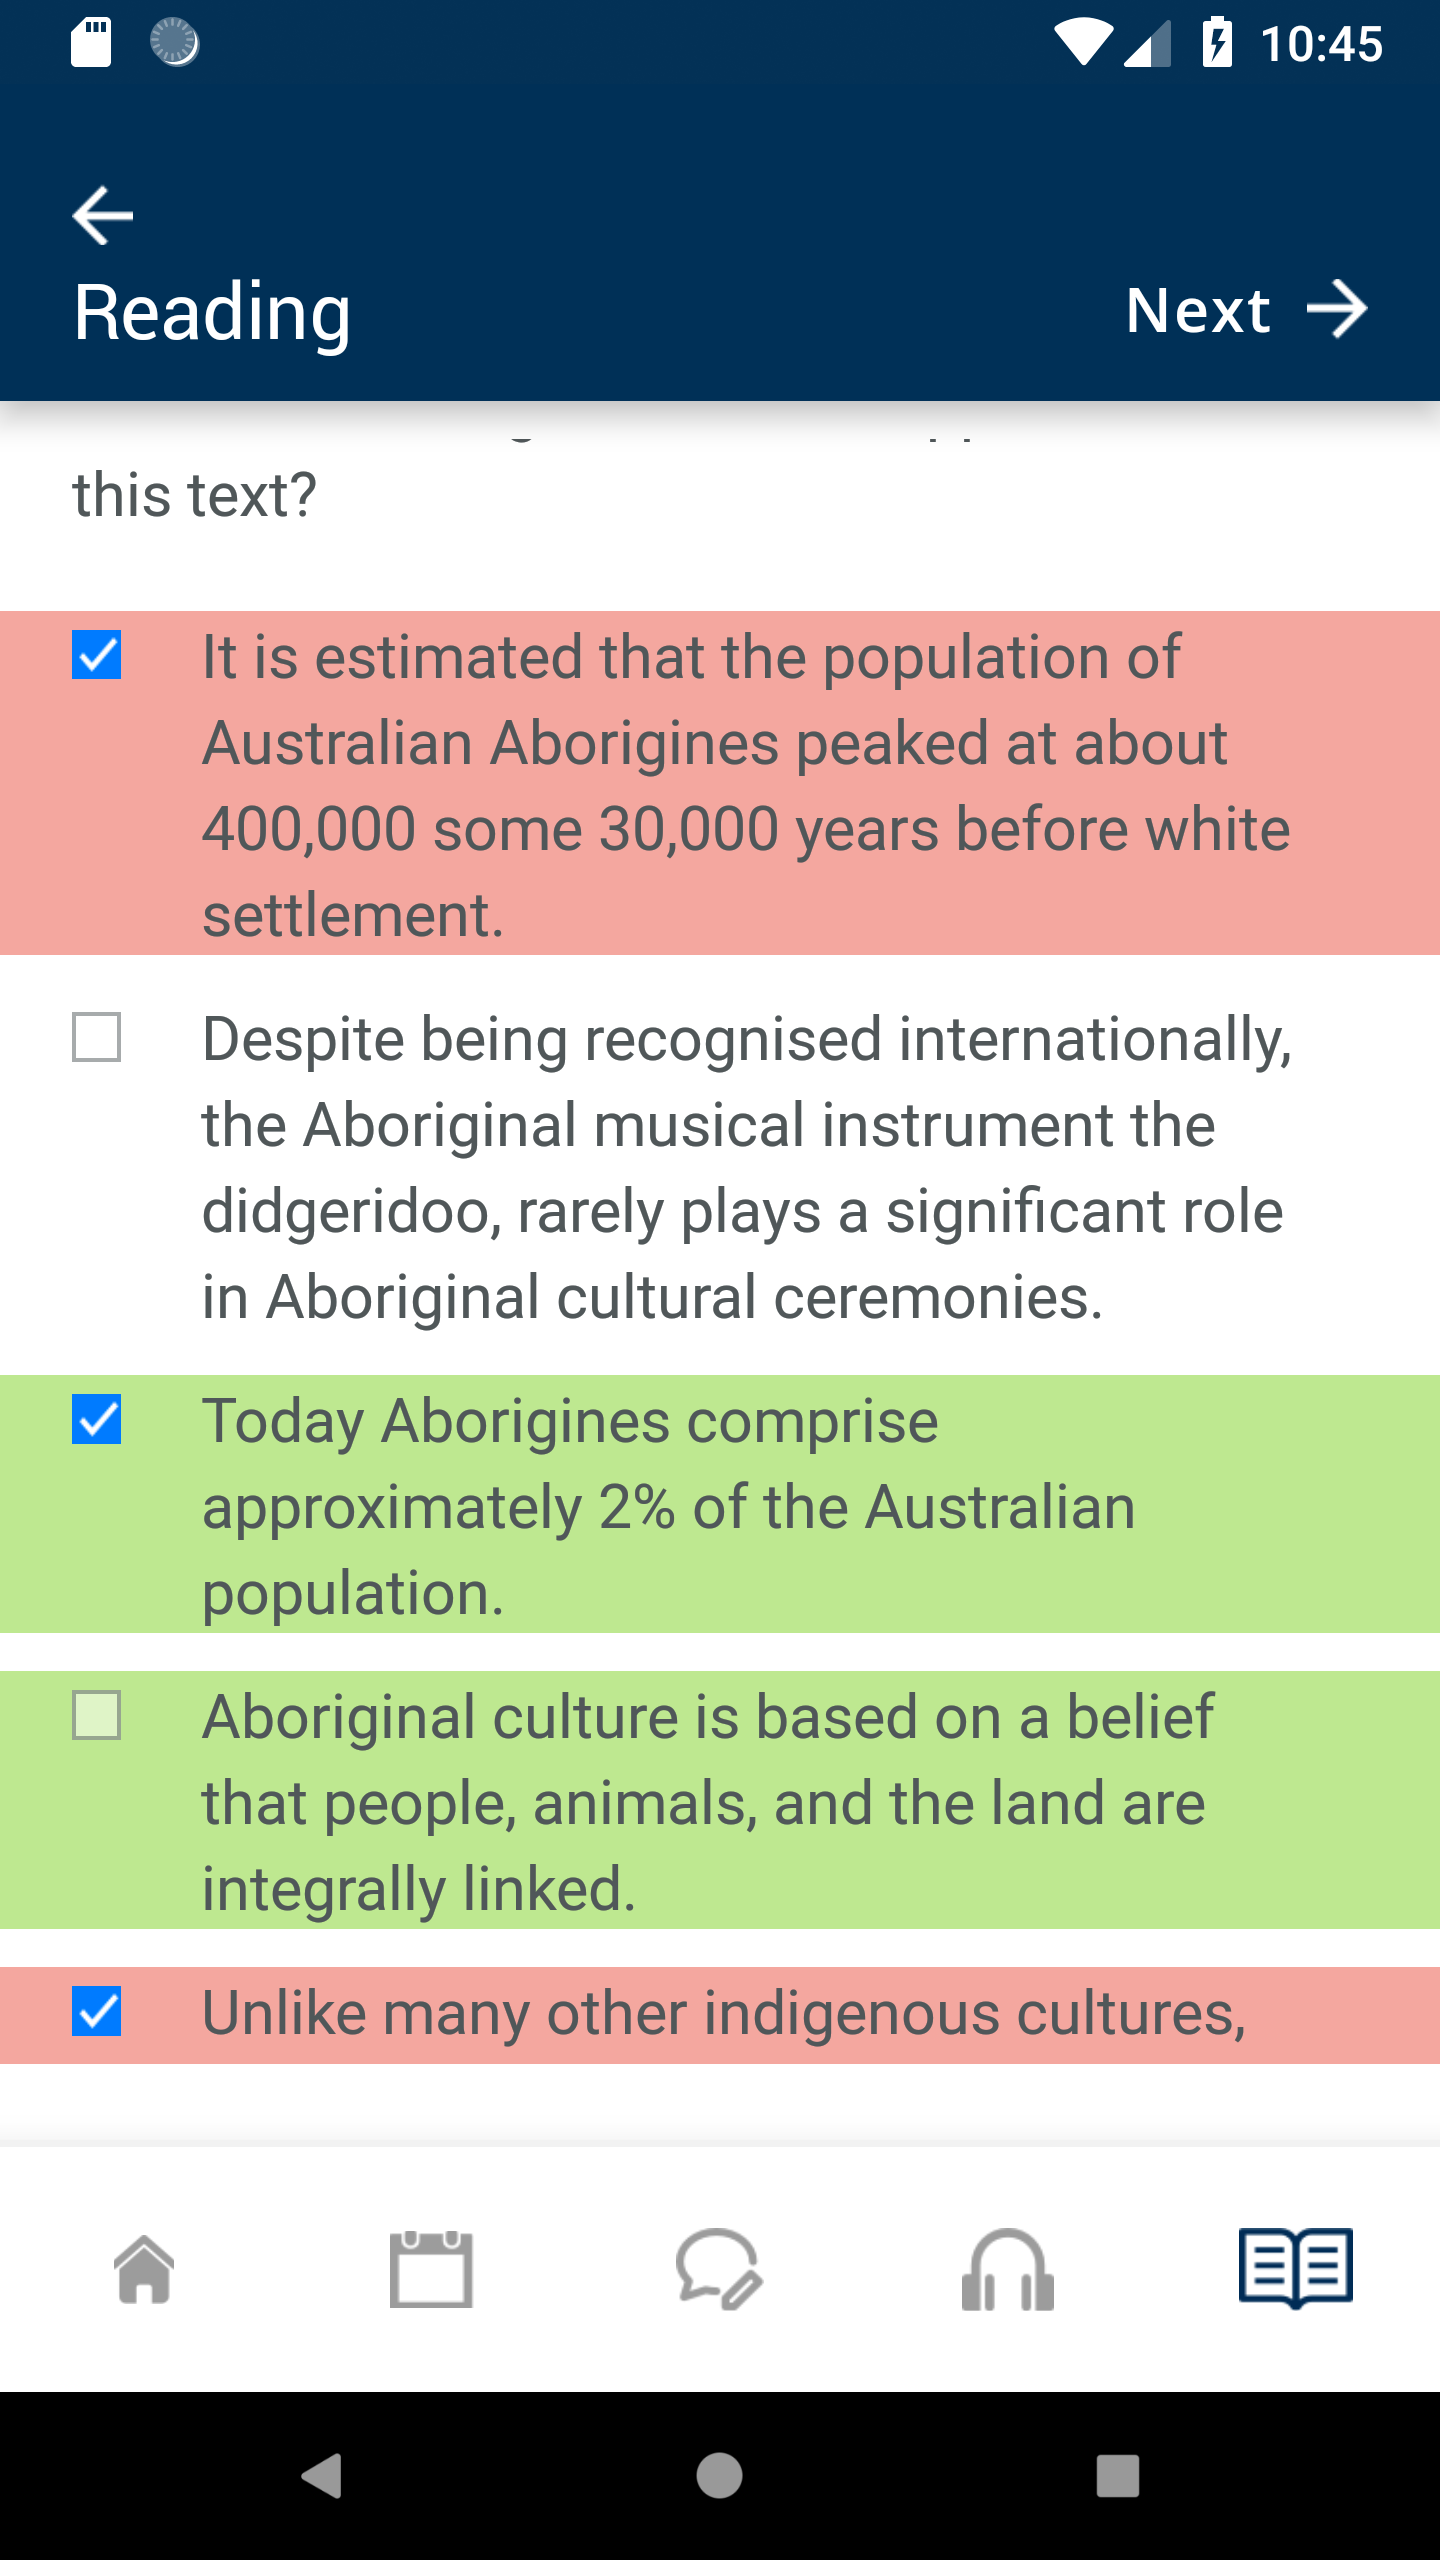 10:45
Reading
Next
this text?
It is estimated that the population of
Australian Aborigines peaked at about
400,000 some 30,000 years before white
settlement.
Despite being recognised internationally,
the Aboriginal musical instrument the
didgeridoo, rarely plays a significant role
in Aboriginal cultural ceremonies.
Today Aborigines comprise
approximately 2% of the Australian
population.
Aboriginal culture is based on a belief
that people, animals, and the land are
integrally linked.
Unlike many other indigenous cultures,